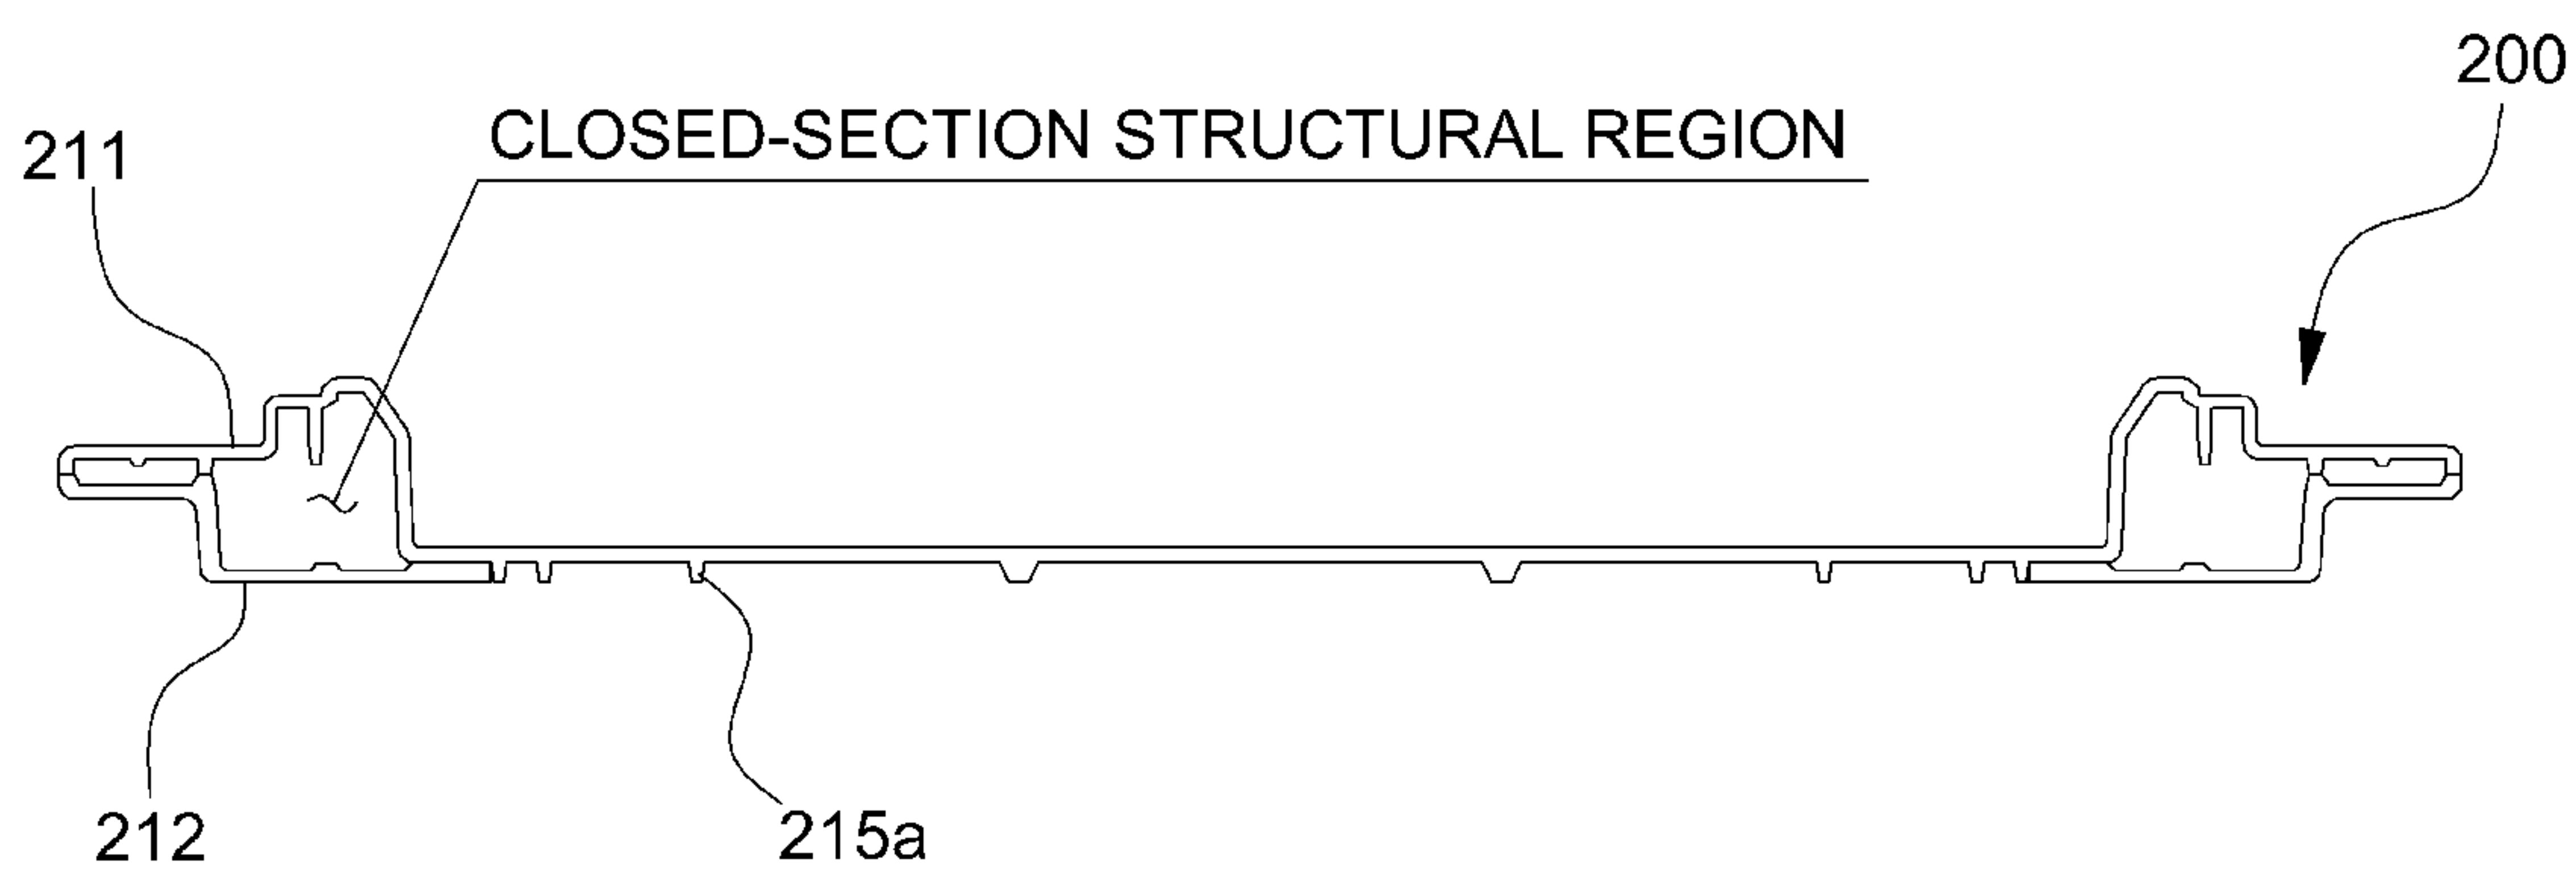 200
CLOSED-SECTION STRUCTURAL REGION
211
212
215a